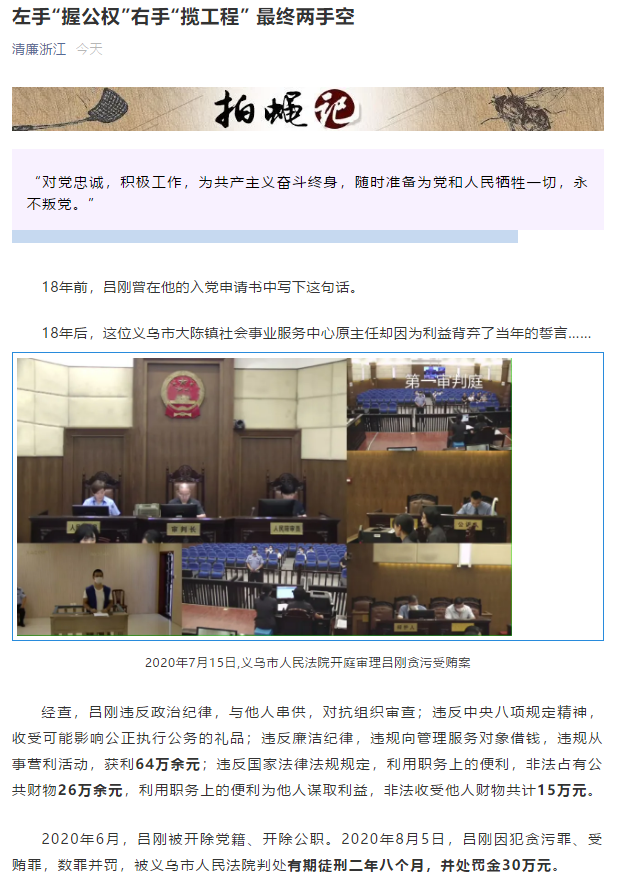 左手“握公权”右手“揽工程” 最终两手空
清廉浙江 今天
拍蝇记
“对党忠诚，积极工作，为共产主义奋斗终身，随时准备为党和人民牺牲一切，永
不叛党。”
18年前，吕刚曾在他的入党申请书中写下这句话。
18年后，这位义乌市大陈镇社会事业服务中心原主任却因为利益背弃了当年的誓言……
第一审判庭
审判长
人民陪审员
2020年7月15日,义乌市人民法院开庭审理吕刚贪污受贿案
经查，吕刚违反政治纪律，与他人串供，对抗组织审查；违反中央八项规定精神，
收受可能影响公正执行公务的礼品；违反廉洁纪律，违规向管理服务对象借钱，违规从
事营利活动，获利64万余元；违反国家法律法规规定，利用职务上的便利，非法占有公
共财物26万余元，利用职务上的便利为他人谋取利益，非法收受他人财物共计15万元。
2020年6月，吕刚被开除党籍、开除公职。2020年8月5日，吕刚因犯贪污罪、受
贿罪，数罪并罚，被义乌市人民法院判处有期徒刑二年八个月，并处罚金30万元。